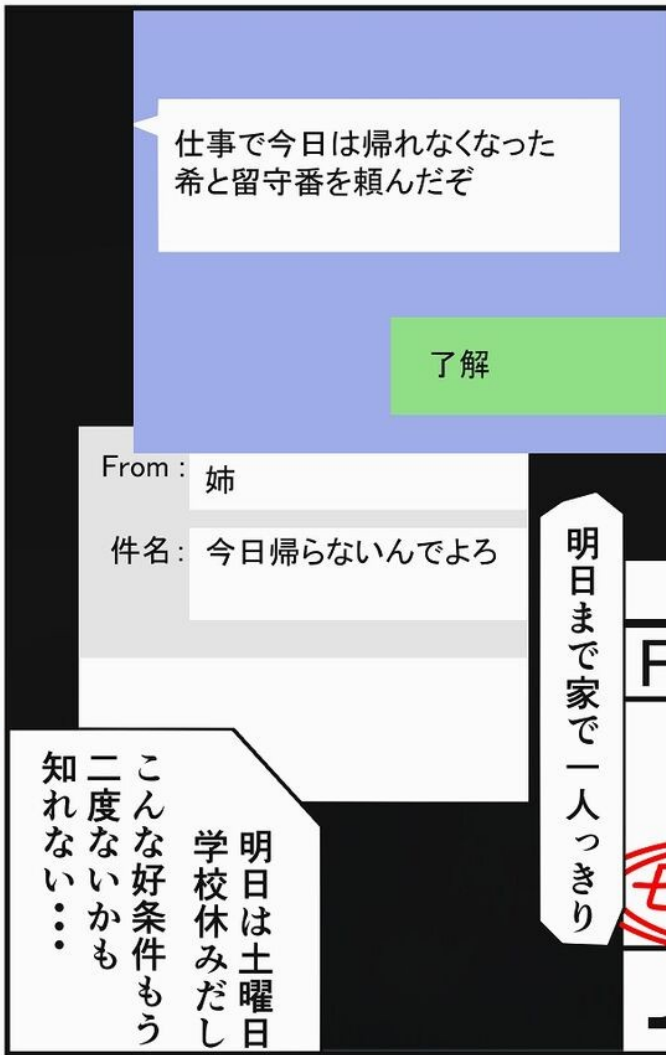 仕事で今日は帰れなくなった
希と留守番を頼んだぞ
了解
From :
姉
件名 :
今日帰らないんでよろ
明日まで家で一人っきり
明日は土曜日
学校休みだし
こんな好条件もう
二度ないかも
知れない・・・